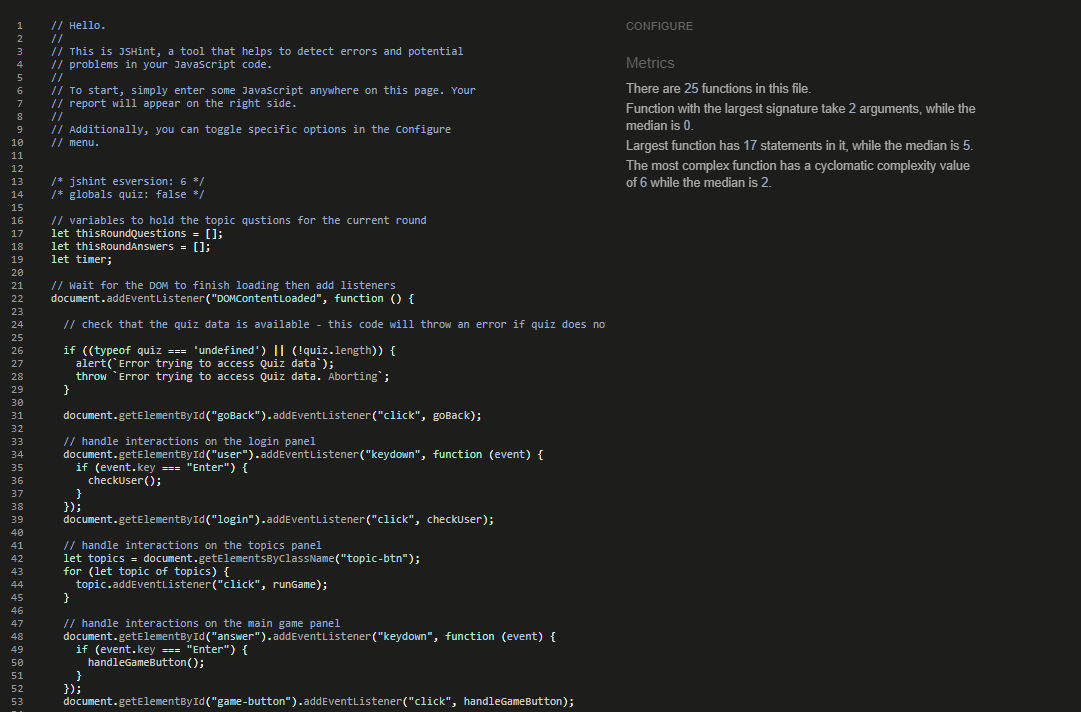 1 // Hello.
2 //
3 // This is JSHint, a tool that helps to detect errors and potential
4 // problems in your JavaScript code.
5 //
6 // To start, simply enter some JavaScript anywhere on this page. Your
7 // report will appear on the right side.
8 //
9 // Additionally, you can toggle specific options in the Configure
10 // menu.
11
12
13 /* jshint esversion: 6 */
14 /* globals quiz: false */
15
16 // variables to hold the topic qustions for the current round
17 let thisRoundQuestions = [];
18 let thisRoundAnswers = [];
19 let timer;
20
21 // Wait for the DOM to finish loading then add listeners
22 document.addEventListener("DOMContentLoaded", function () {
23
24 // check that the quiz data is available - this code will throw an error if quiz does no
25
26 if ((typeof quiz === 'undefined') || (!quiz.length)) {
27 alert(`Error trying to access Quiz data`);
28 throw `Error trying to access Quiz data. Aborting`;
29 }
30
31 document.getElementById("goBack").addEventListener("click", goBack);
32
33 // handle interactions on the login panel
34 document.getElementById("user").addEventListener("keydown", function (event) {
35 if (event.key === "Enter") {
36 checkUser();
37 }
38 });
39 document.getElementById("login").addEventListener("click", checkUser);
40
41 // handle interactions on the topics panel
42 let topics = document.getElementsByClassName("topic-btn");
43 for (let topic of topics) {
44 topic.addEventListener("click", runGame);
45 }
46
47 // handle interactions on the main game panel
48 document.getElementById("answer").addEventListener("keydown", function (event) {
49 if (event.key === "Enter") {
50 handleGameButton();
51 }
52 });
53 document.getElementById("game-button").addEventListener("click", handleGameButton);
CONFIGURE
Metrics
There are 25 functions in this file.
Function with the largest signature take 2 arguments, while the
median is 0.
Largest function has 17 statements in it, while the median is 5.
The most complex function has a cyclomatic complexity value
of 6 while the median is 2.